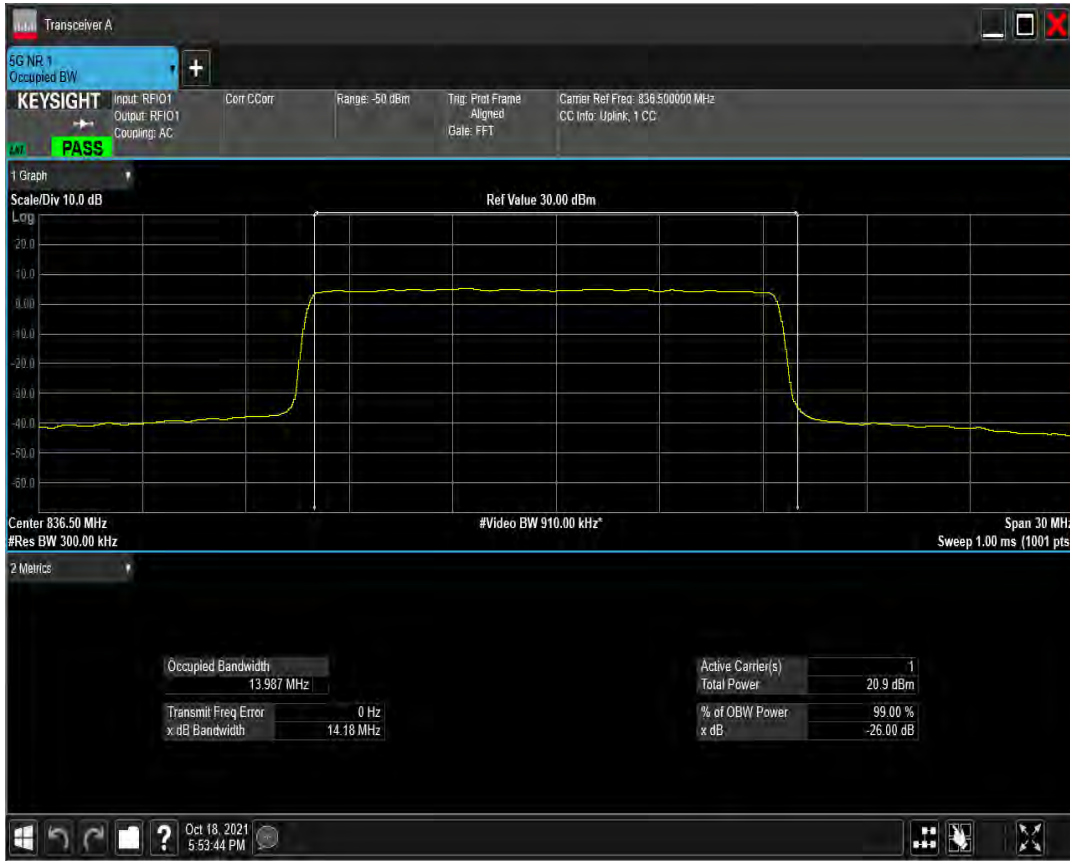 Transceiver A
5G NR 1
Occupied BW
+
KEYSIGHT
Input: RFIO1
Output: RFIO1
Coupling: AC
Corr CCorr
Range: -50 dBm
Trig: Prot Frame
Aligned
Gate: FFT
Carrier Ref Freq: 836.500000 MHz
CC Info: Uplink, 1 CC
PASS
1 Graph
Scale/Div 10.0 dB
Ref Value 30.00 dBm
Log
20.0
10.0
0.00
-10.0
-20.0
-30.0
-40.0
-50.0
-60.0
Center 836.50 MHz
#Video BW 910.00 kHz*
Span 30 MHz
#Res BW 300.00 kHz
Sweep 1.00 ms (1001 pts
2 Metrics
Occupied Bandwidth
13.987 MHz
Transmit Freq Error 0 Hz
x dB Bandwidth 14.18 MHz
Active Carrier(s) 1
Total Power 20.9 dBm
% of OBW Power 99.00 %
x dB -26.00 dB
?
Oct 18, 2021
5:53:44 PM